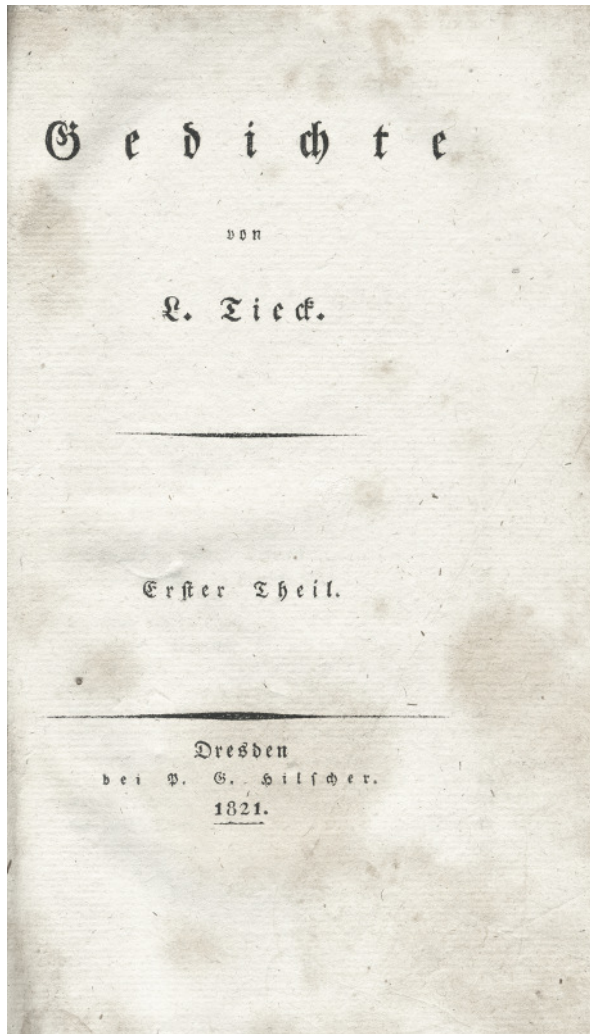 Gedichte
von
L. Tieck.
Erster Theil.
Dresden
bei P. G. Hilscher.
1821.